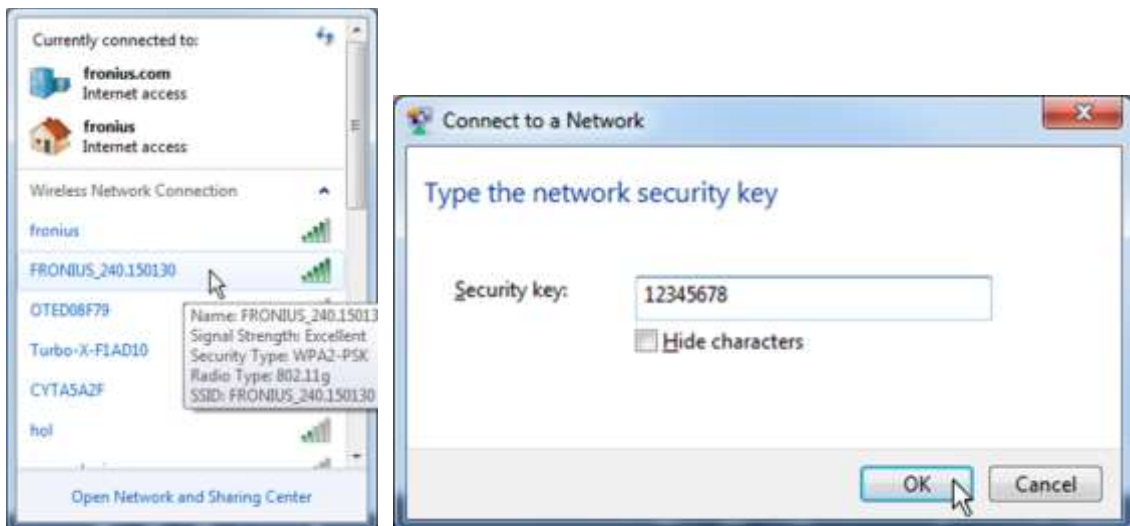 Currently connected to:
fronius.com
Internet access
fronius
Internet access
Wireless Network Connection
fronius
FRONIUS_240.150130
OTED08F79
Turbo-X-F1AD10
CYTA5A2F
hol
Name: FRONIUS_240.15013
Signal Strength: Excellent
Security Type: WPA2-PSK
Radio Type: 802.11g
SSID: FRONIUS_240.150130
Open Network and Sharing Center
Connect to a Network
Type the network security key
Security key:
12345678
Hide characters
OK
Cancel